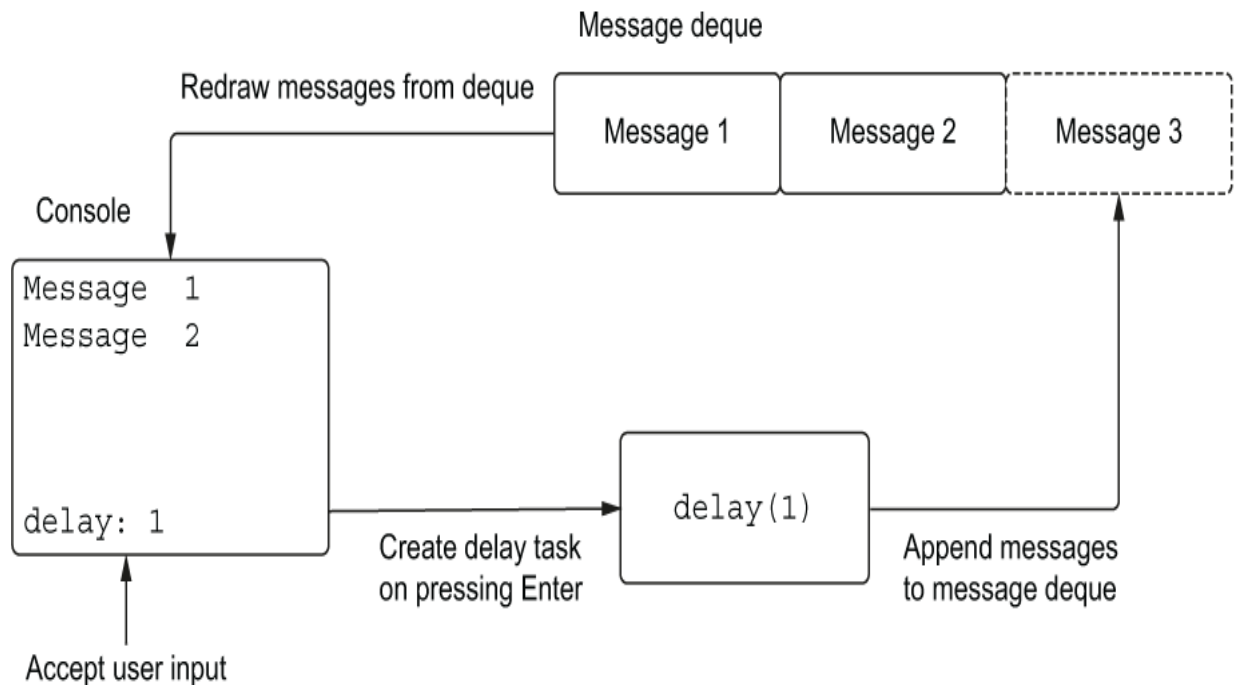 Message deque
Redraw messages from deque
Message 1
Message 2
Message 3
Console
Message 1
Message 2
delay: 1
delay(1)
Create delay task
on pressing Enter
Append messages
to message deque
Accept user input